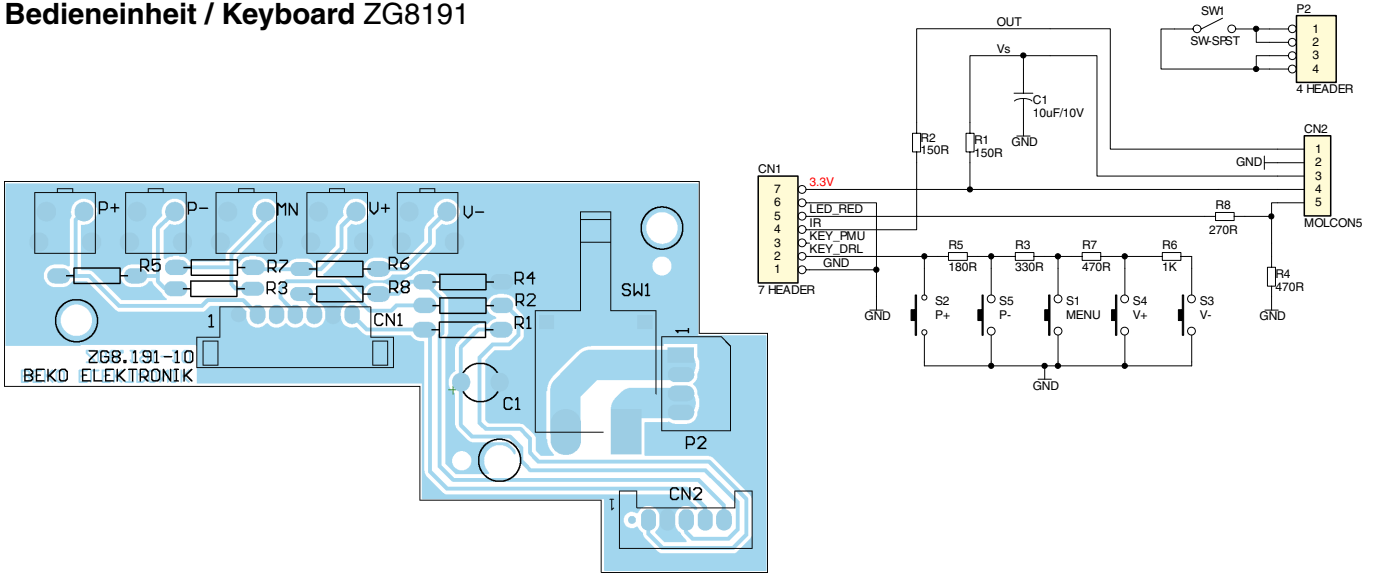 Bedieneinheit / Keyboard ZG8191
P+
P-
MN
V+
V-
R5
R7
R6
R3
R8
R4
R2
R1
SW1
1
CN1
ZG8.191-10
BEKO ELEKTRONIK
+
C1
1
P2
CN2
1
SW1
SW-SPST
P2
1
2
3
4
4 HEADER
OUT
Vs
C1
10uF/10V
GND
R2
150R
R1
150R
CN2
1
GND
2
3
4
5
MOLCON5
CN1
7
3.3V
6
5
LED_RED
4
IR
3
KEY_PMU
2
KEY_DRL
1
GND
7 HEADER
R8
270R
R5
180R
R3
330R
R7
470R
R6
1K
R4
470R
S2
P+
S5
P-
S1
MENU
S4
V+
S3
V-
GND
GND
GND